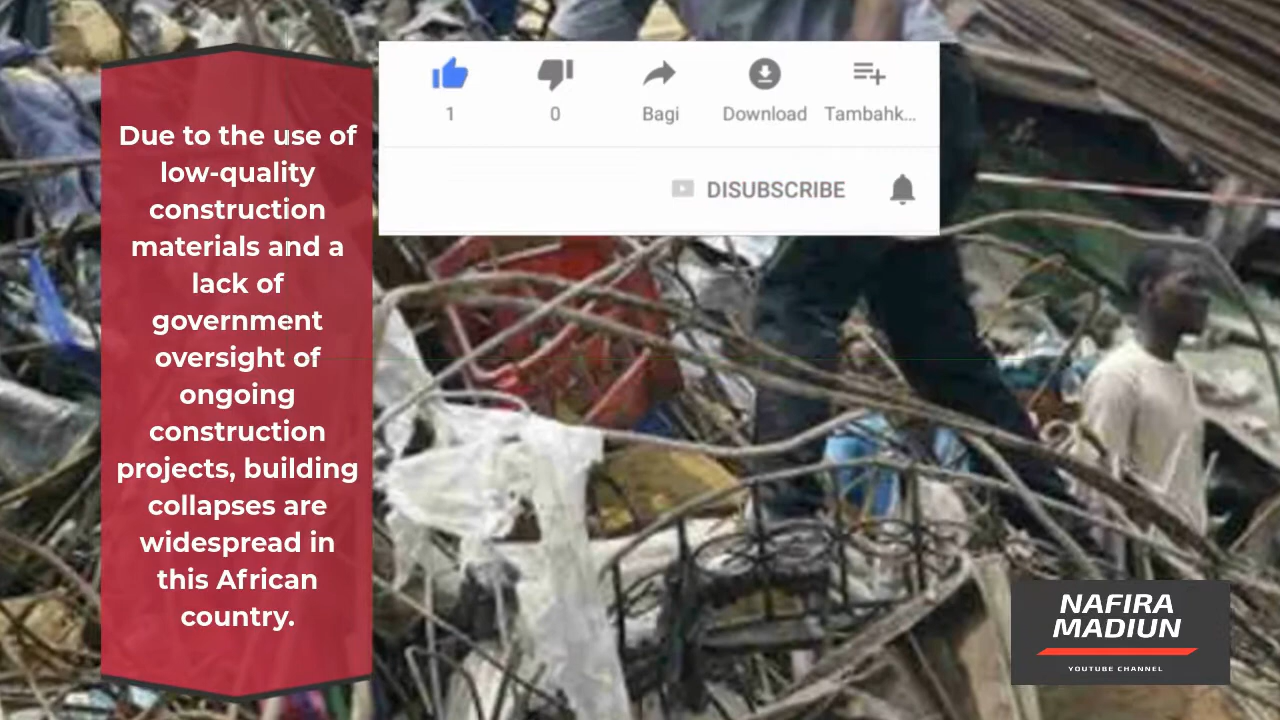 Due to the use of
low-quality
construction
materials and a
lack of
government
oversight of
ongoing
construction
projects, building
collapses are
widespread in
this African
country.
1
0
Bagi
Download
Tambahk...
DISUBSCRIBE
NAFIRA
MADIUN
YOUTUBE CHANNEL